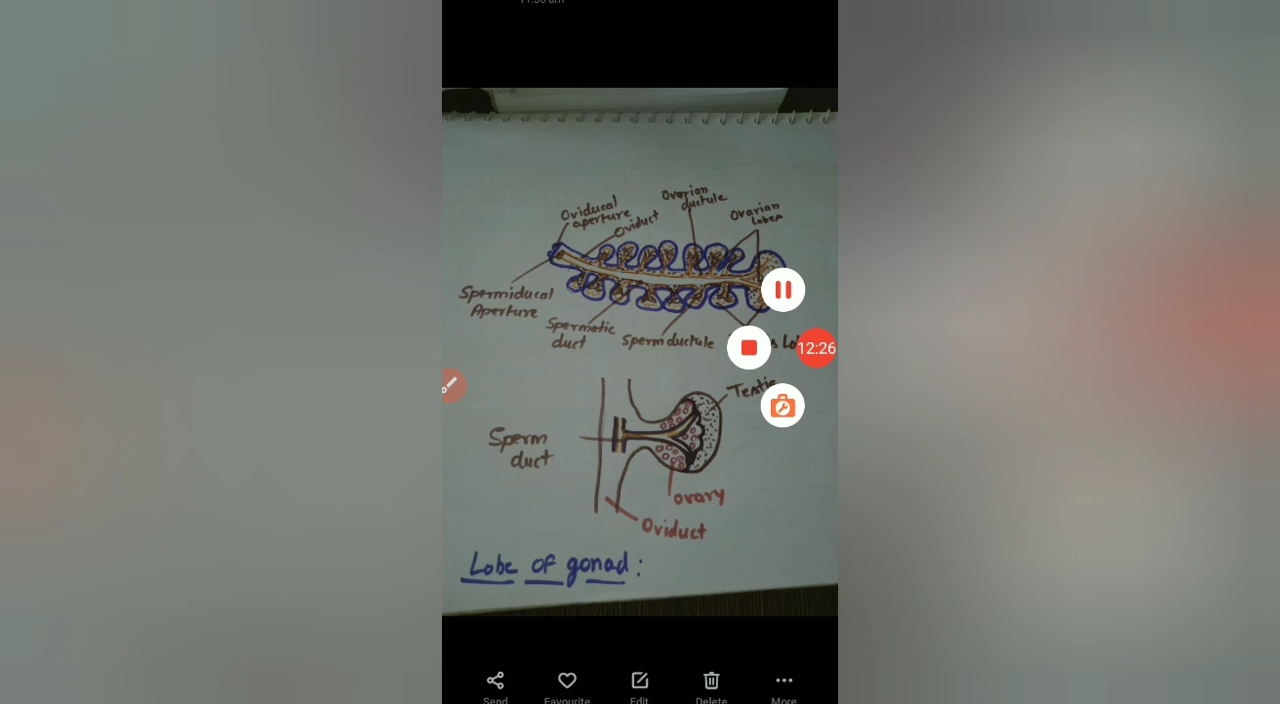 Oviducal
aperture
Oviduct
Ovarian
ductule
Ovarian
Lobes
Spermiducal
Aperture
Spermatic
duct
Sperm ductule
12:26
Testis
Sperm
duct
ovary
Oviduct
Lobe of gonad:
Send
Favourite
Edit
Delete
More